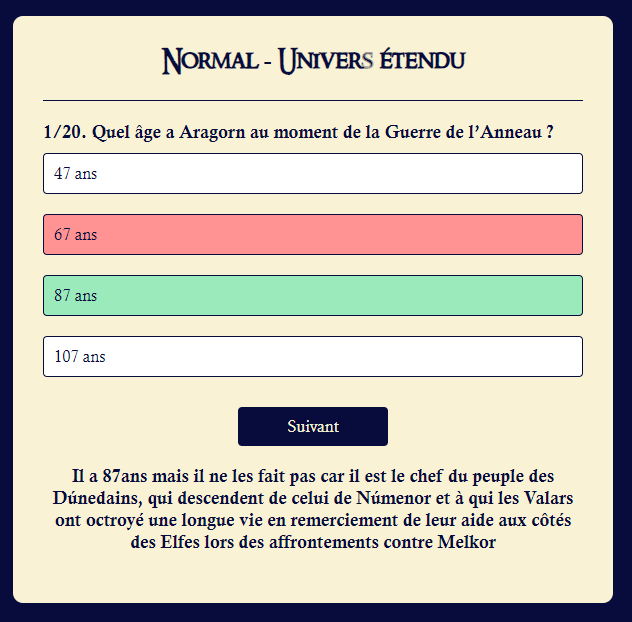 Normal - Univers étendu
1/20. Quel âge a Aragorn au moment de la Guerre de l’Anneau ?
47 ans
67 ans
87 ans
107 ans
Suivant
Il a 87ans mais il ne les fait pas car il est le chef du peuple des
Dúnedains, qui descendent de celui de Númenor et à qui les Valars
ont octroyé une longue vie en remerciement de leur aide aux côtés
des Elfes lors des affrontements contre Melkor